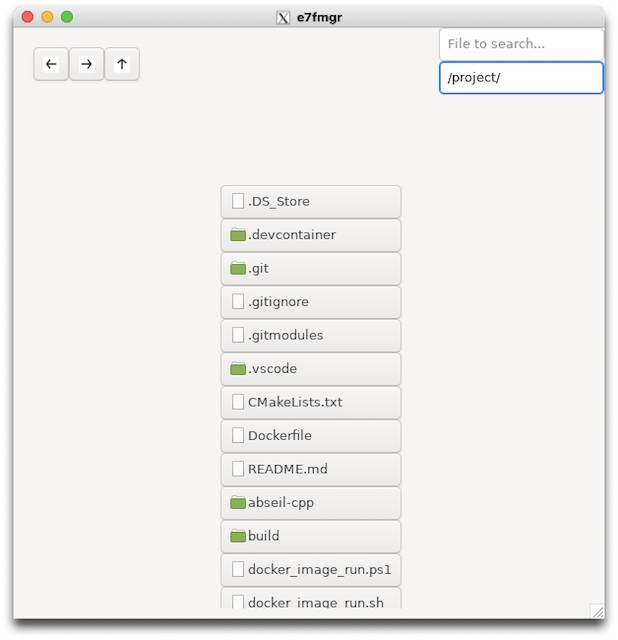 e7fmgr
File to search...
/project/
.DS_Store
.devcontainer
.git
.gitignore
.gitmodules
.vscode
CMakeLists.txt
Dockerfile
README.md
abseil-cpp
build
docker_image_run.ps1
docker_image_run.sh